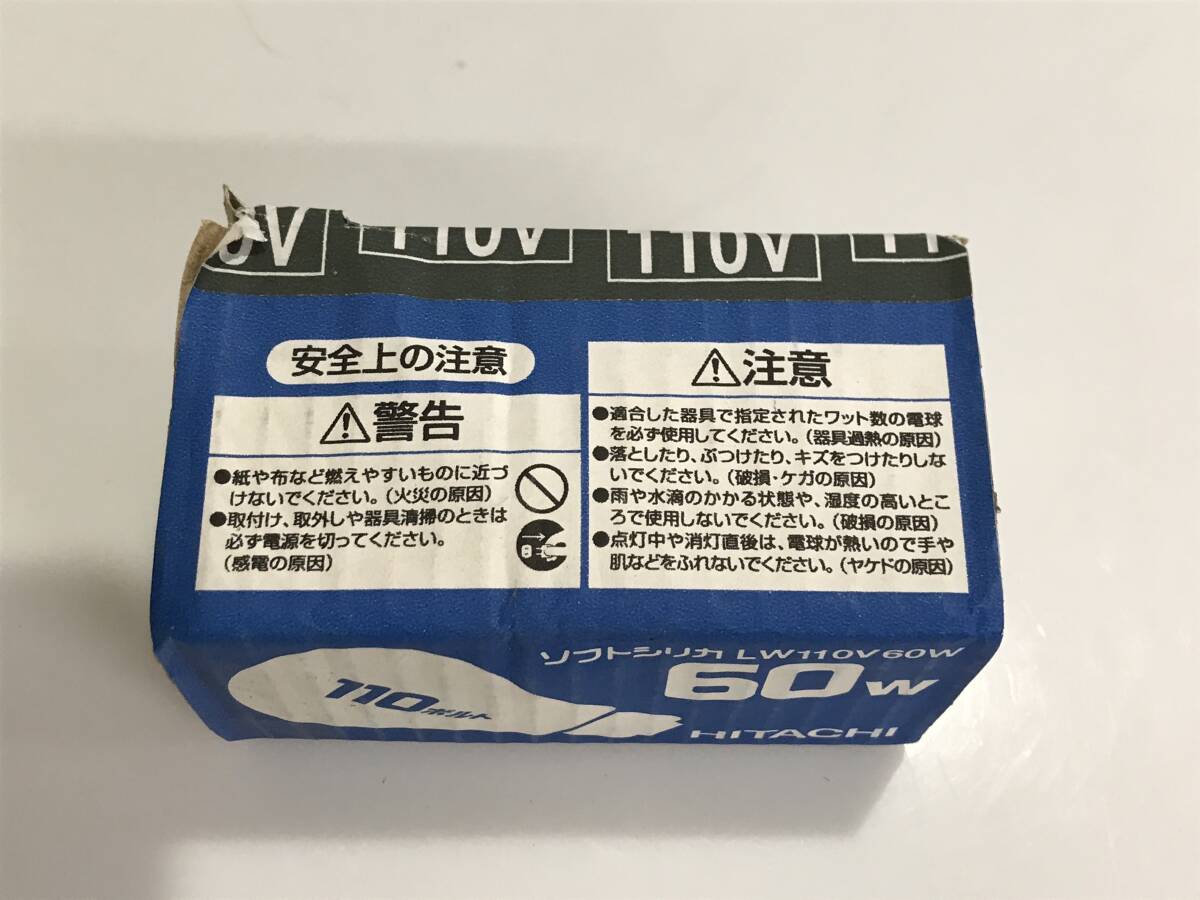 0V 110V 110V 11
安全上の注意
⚠警告
●紙や布など燃えやすいものに近づ
けないでください。(火災の原因)
●取付け、取外しや器具清掃のときは
必ず電源を切ってください。
(感電の原因)
⚠注意
●適合した器具で指定されたワット数の電球
を必ず使用してください。(器具過熱の原因)
●落としたり、ぶつけたり、キズをつけたりしな
いでください。(破損・ケガの原因)
●雨や水滴のかかる状態や、湿度の高いとこ
ろで使用しないでください。(破損の原因)
●点灯中や消灯直後は、電球が熱いので手や
肌などをふれないでください。(ヤケドの原因)
ソフトシリカ LW110V60W
60W
110ボルト
HITACHI